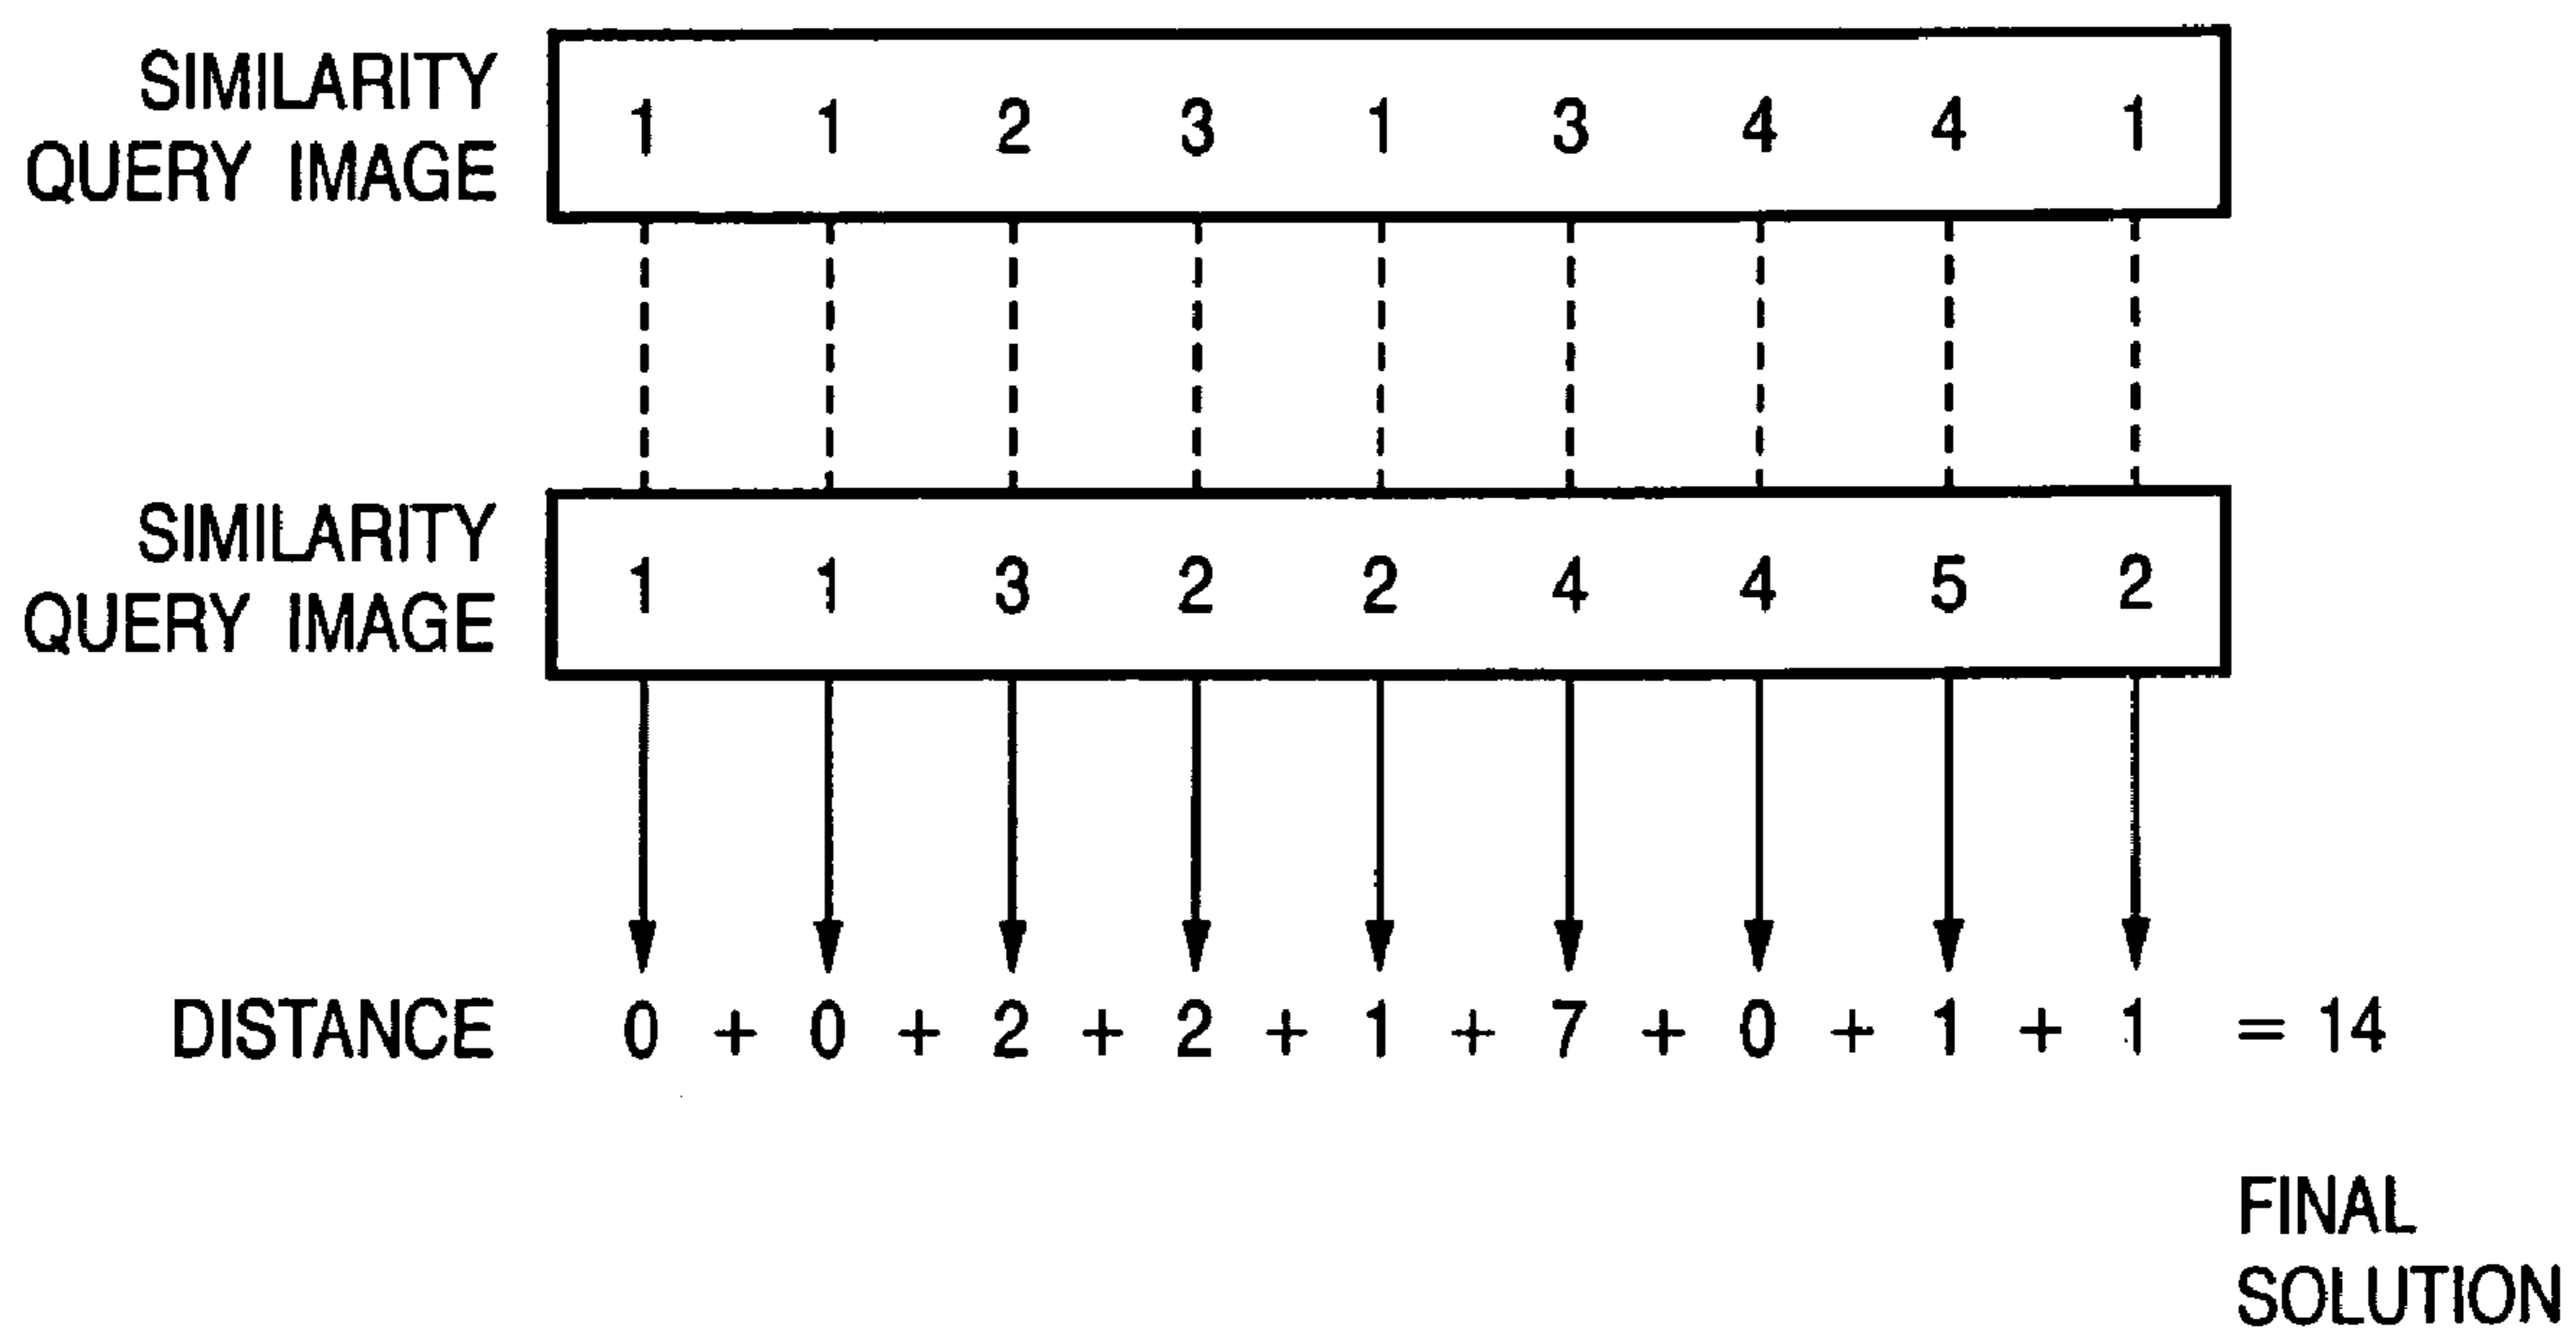 SIMILARITY
QUERY IMAGE
1 1 2 3 1 3 4 4 1
SIMILARITY
QUERY IMAGE
1 1 3 2 2 4 4 5 2
DISTANCE 0 + 0 + 2 + 2 + 1 + 7 + 0 + 1 + 1 = 14
FINAL
SOLUTION